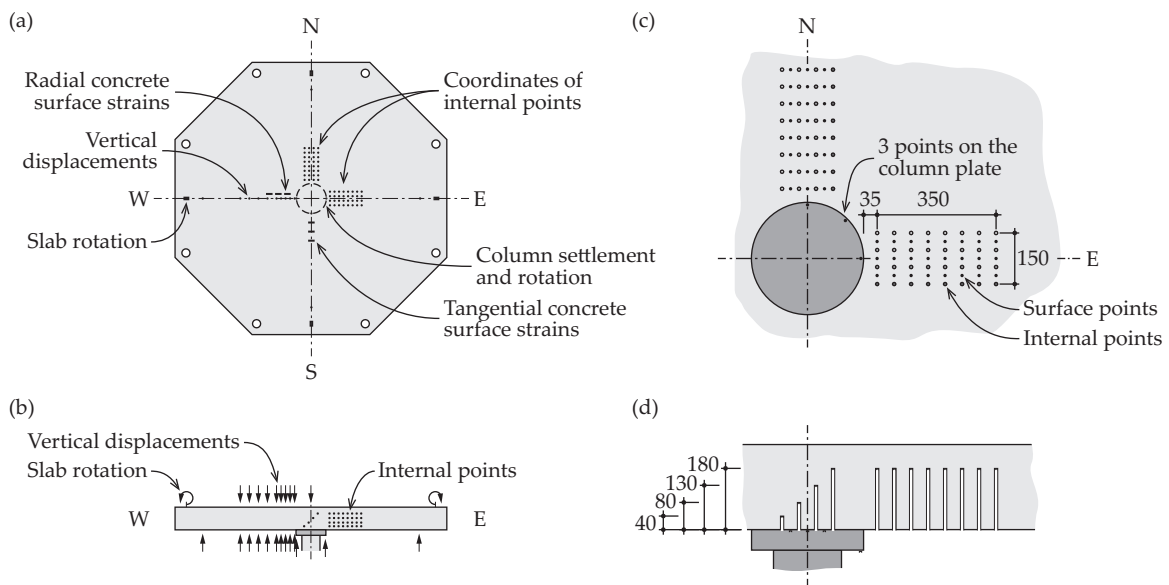 (a)
N
Radial concrete
surface strains
Coordinates of
internal points
Vertical
displacements
W
E
Slab rotation
Column settlement
and rotation
Tangential concrete
surface strains
S
(b)
Vertical displacements
Slab rotation
Internal points
W
E
(c)
N
3 points on the
column plate
35
350
150
E
Surface points
Internal points
(d)
180
130
80
40